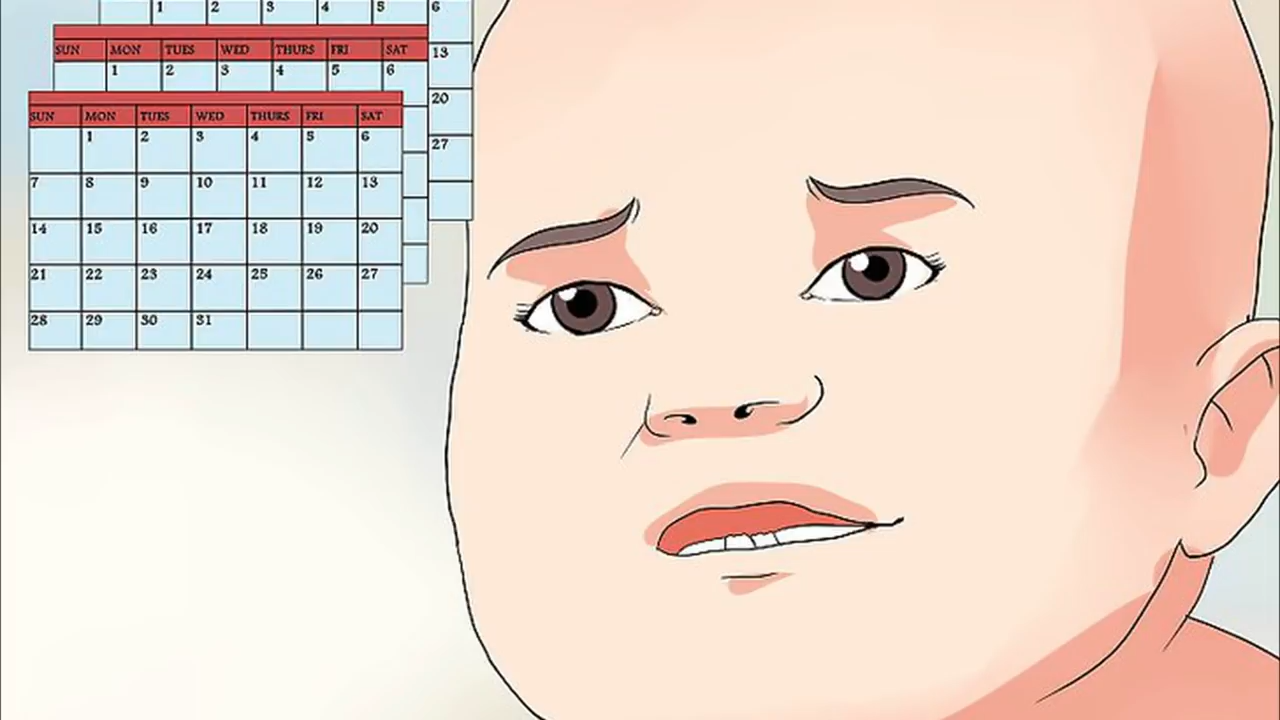 1 2 3 4 5 6
SUN MON TUES WED THURS FRI SAT
1 2 3 4 5 6
13
20
27
SUN MON TUES WED THURS FRI SAT
1 2 3 4 5 6
7 8 9 10 11 12 13
14 15 16 17 18 19 20
21 22 23 24 25 26 27
28 29 30 31